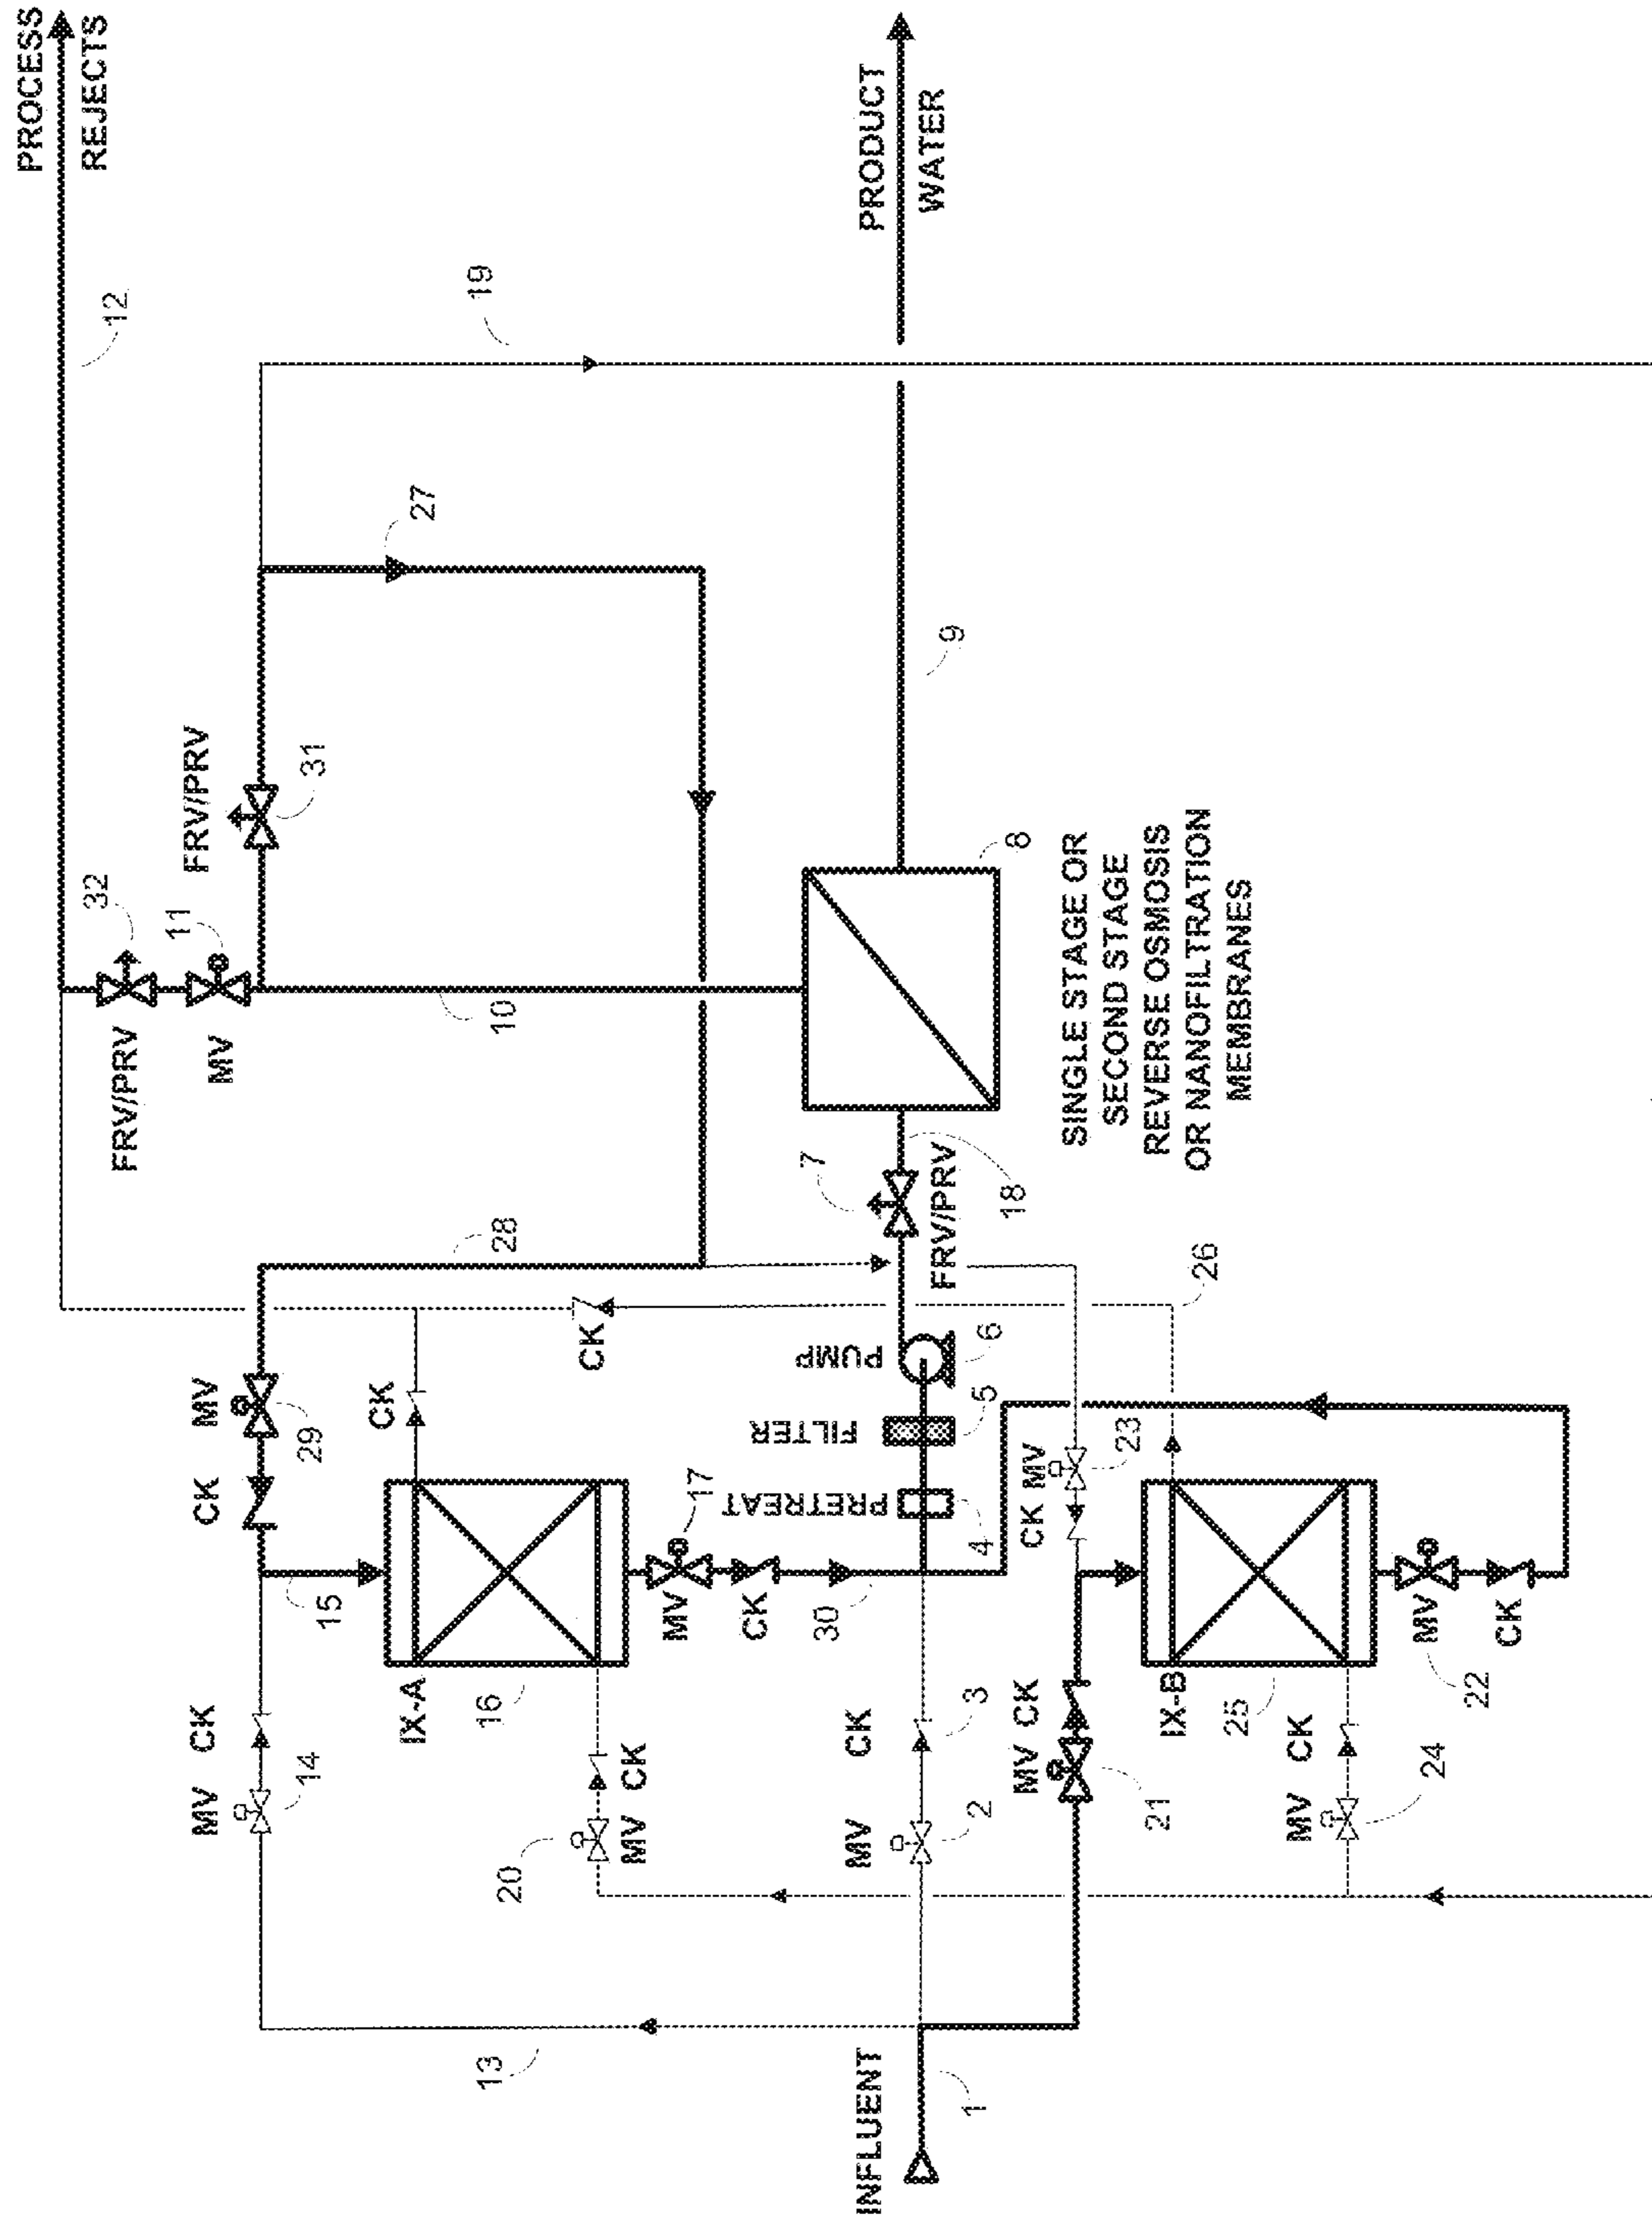 PROCESS
REJECTS
12
32
FRV/PRV
11
MV
FRV/PRV
31
10
27
19
PRODUCT
WATER
9
8
SINGLE STAGE OR
SECOND STAGE
REVERSE OSMOSIS
OR NANOFILTRATION
MEMBRANES
7
FRV/PRV
18
28
MV
29
CK
CK
CK
26
PUMP
6
FILTER
5
PRETREAT
4
15
IX-A
16
17
MV
CK
30
MV CK
14
20
MV CK
MV CK
2
3
CK MV
23
MV CK
21
IX-B
25
MV
22
CK
MV CK
24
13
INFLUENT
1